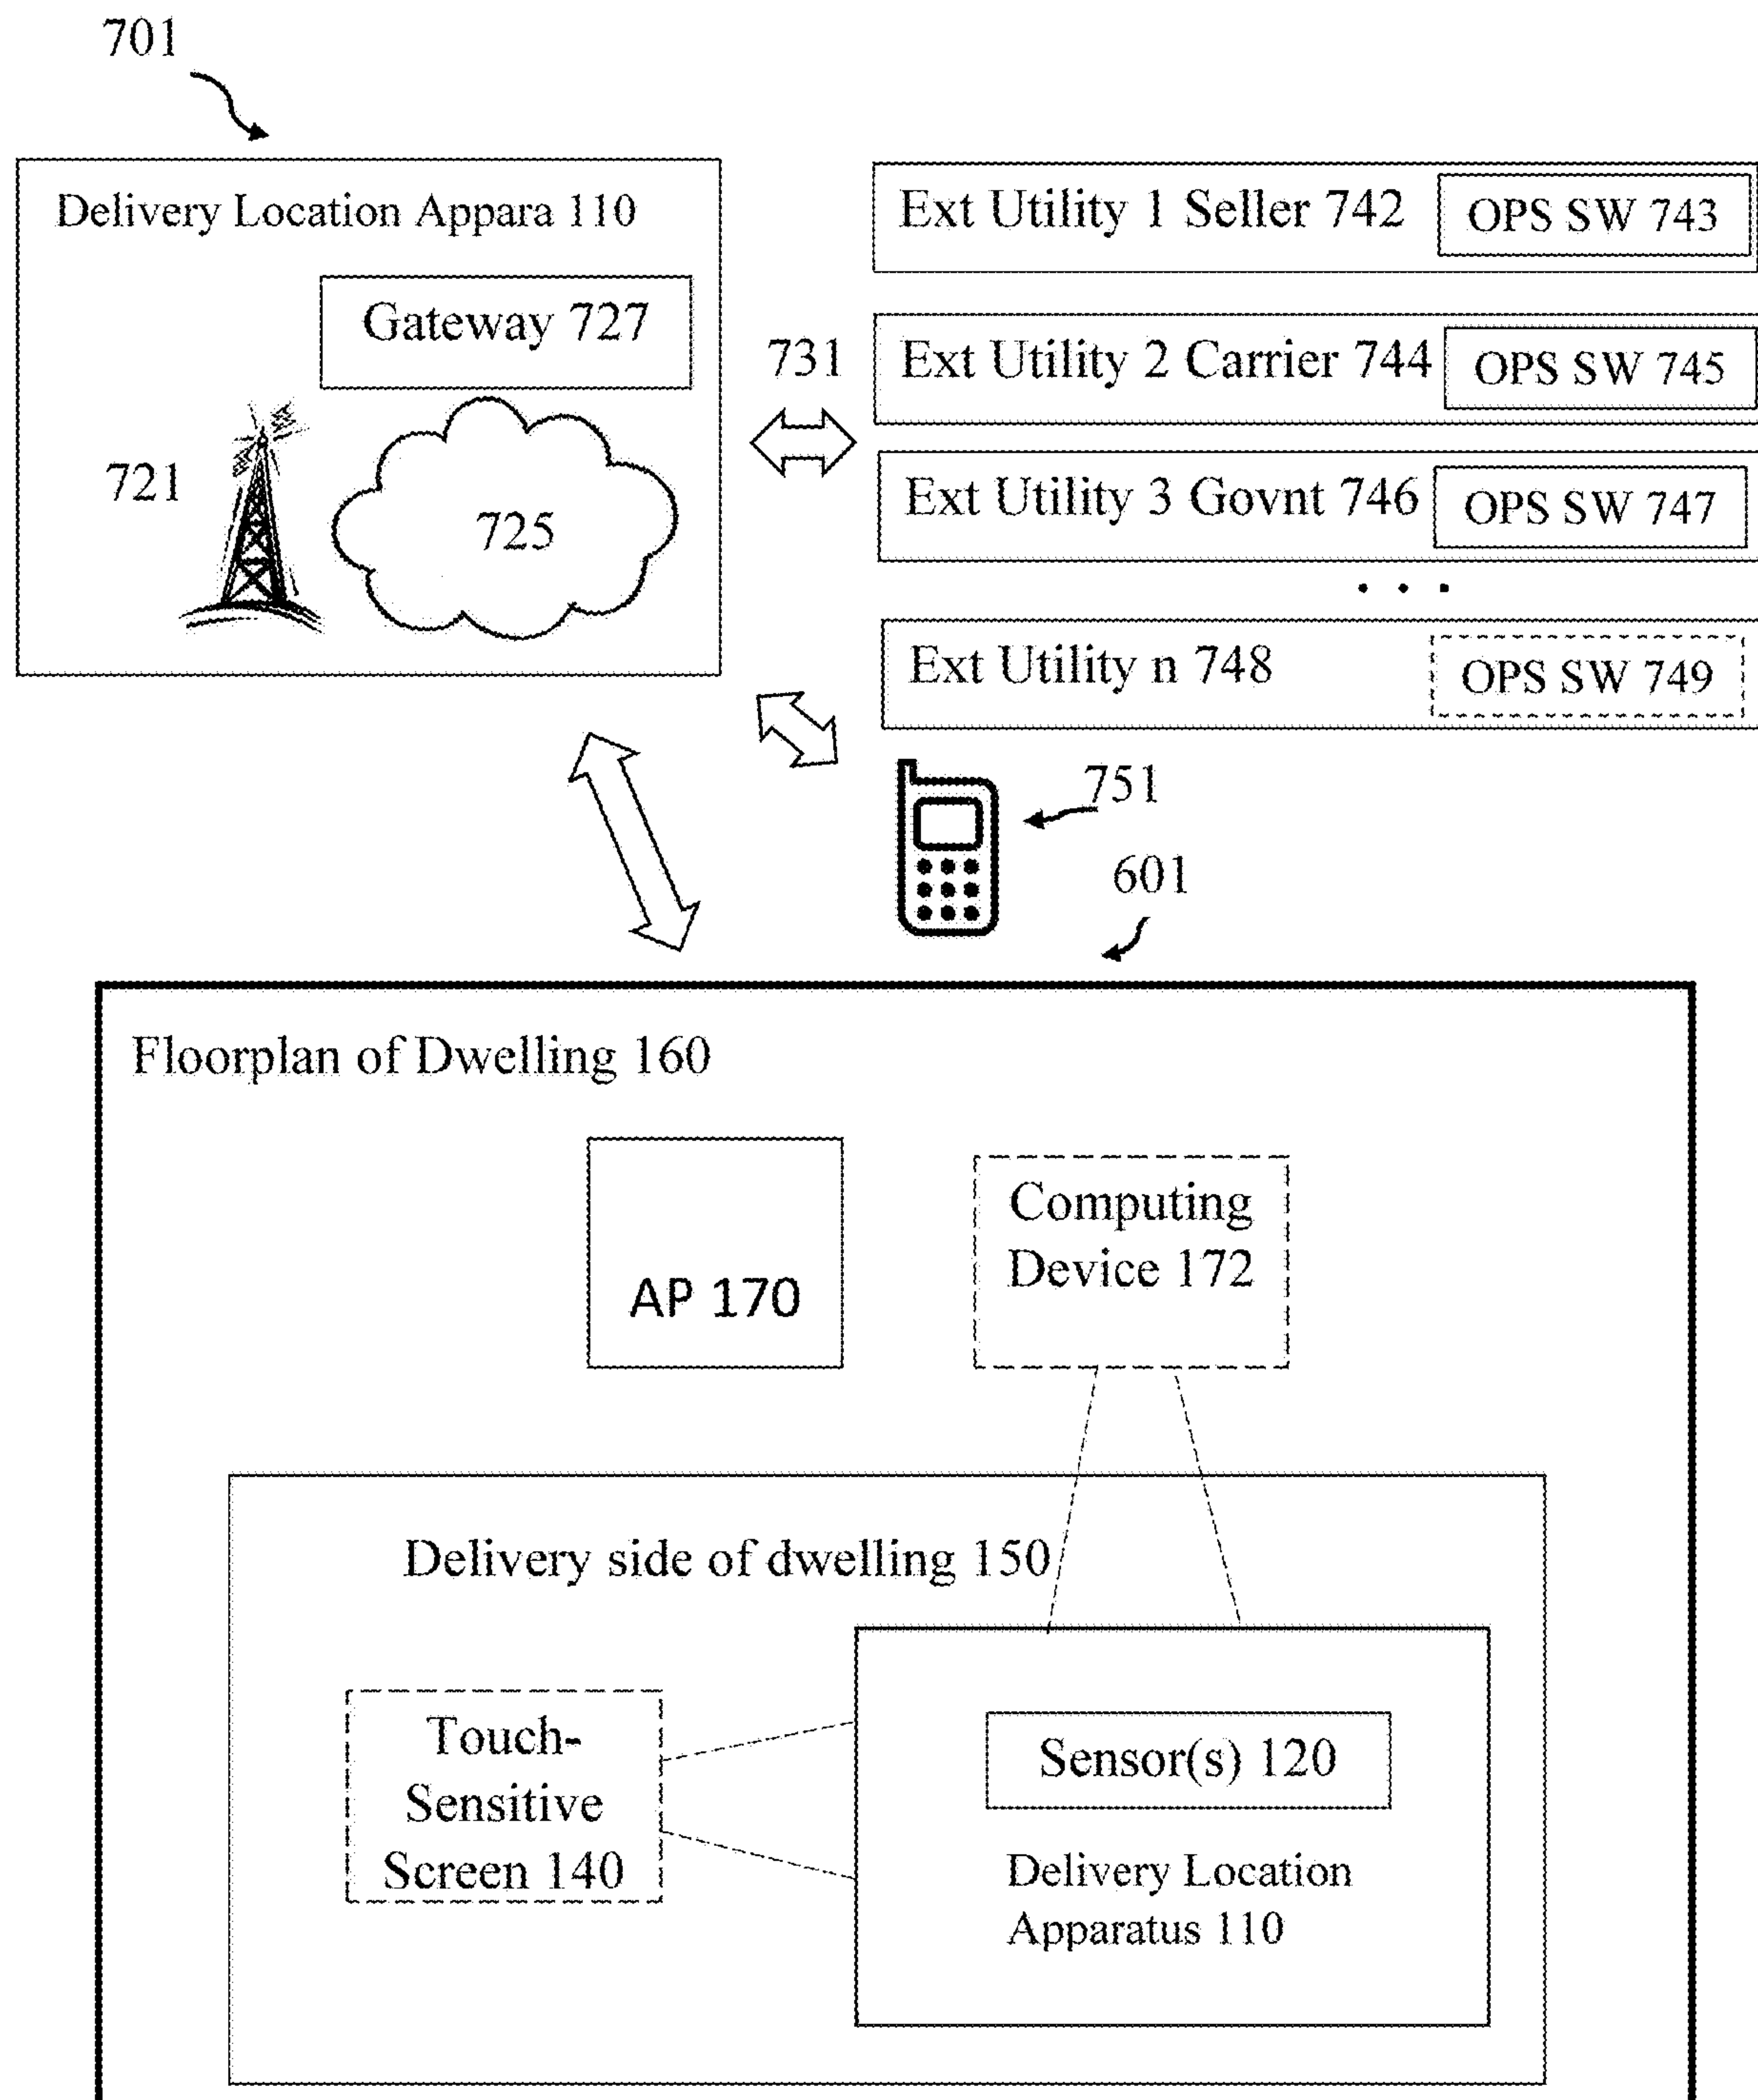 701
Delivery Location Appara 110
Gateway 727
721
725
731
Ext Utility 1 Seller 742
OPS SW 743
Ext Utility 2 Carrier 744
OPS SW 745
Ext Utility 3 Govnt 746
OPS SW 747
. . .
Ext Utility n 748
OPS SW 749
751
601
Floorplan of Dwelling 160
AP 170
Computing
Device 172
Delivery side of dwelling 150
Touch-
Sensitive
Screen 140
Sensor(s) 120
Delivery Location
Apparatus 110